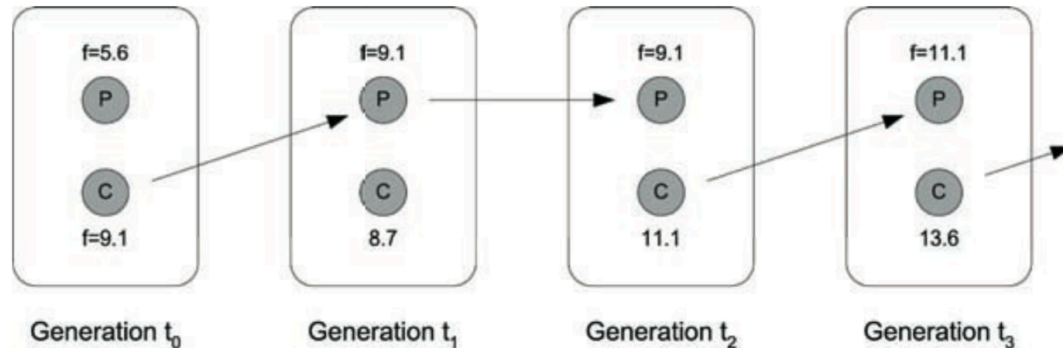 f=5.6
P
C
f=9.1
Generation t₀
f=9.1
P
C
8.7
Generation t₁
f=9.1
P
C
11.1
Generation t₂
f=11.1
P
C
13.6
Generation t₃